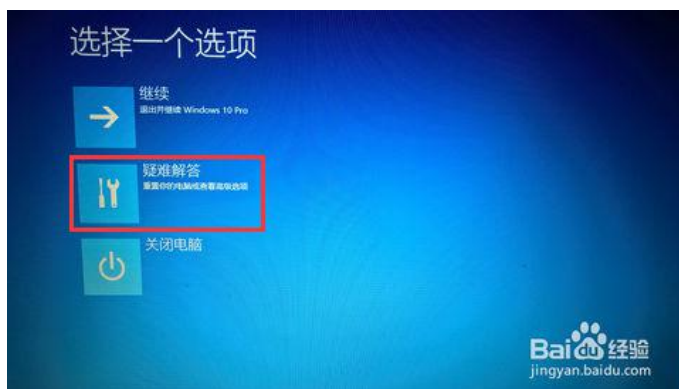 选择一个选项
继续
退出并继续 Windows 10 Pro
疑难解答
重置你的电脑或查看高级选项
关闭电脑
Bai du 经验
jingyan.baidu.com